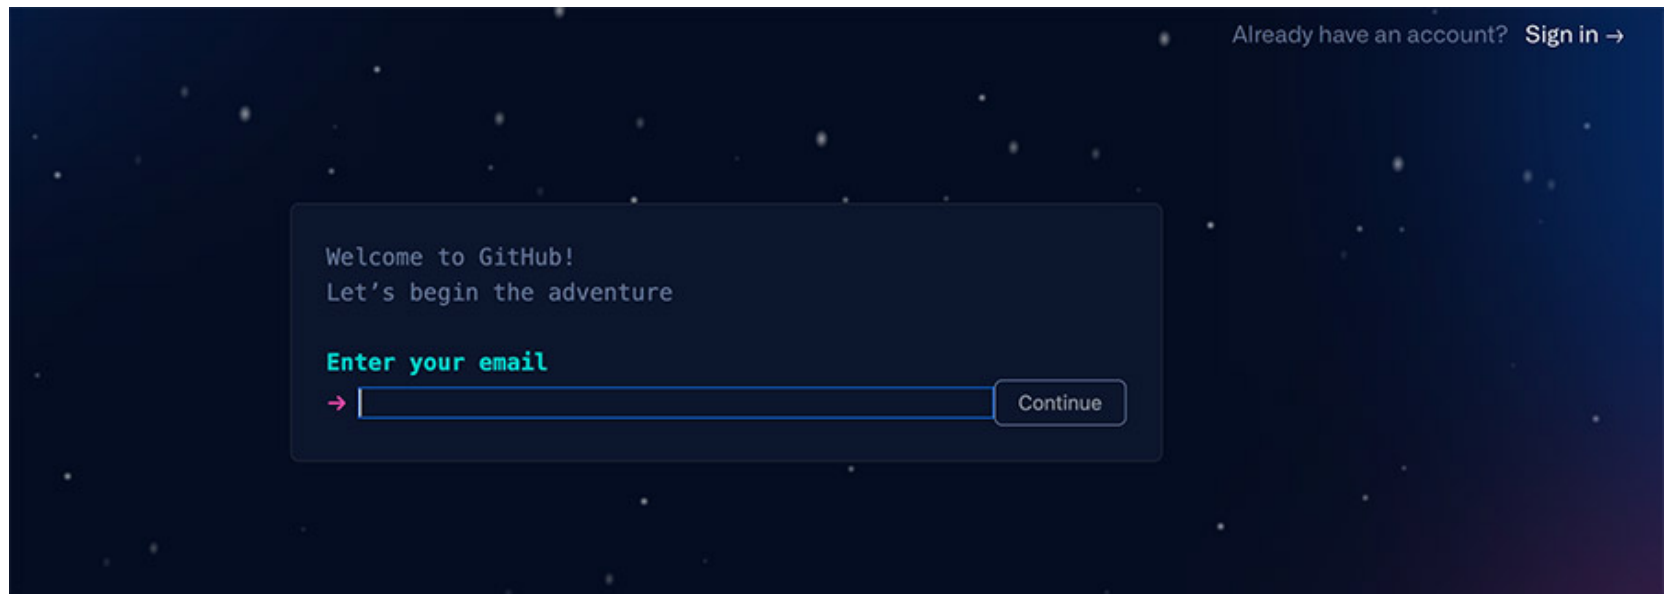 Already have an account? Sign in →
Welcome to GitHub!
Let’s begin the adventure
Enter your email
→ Continue